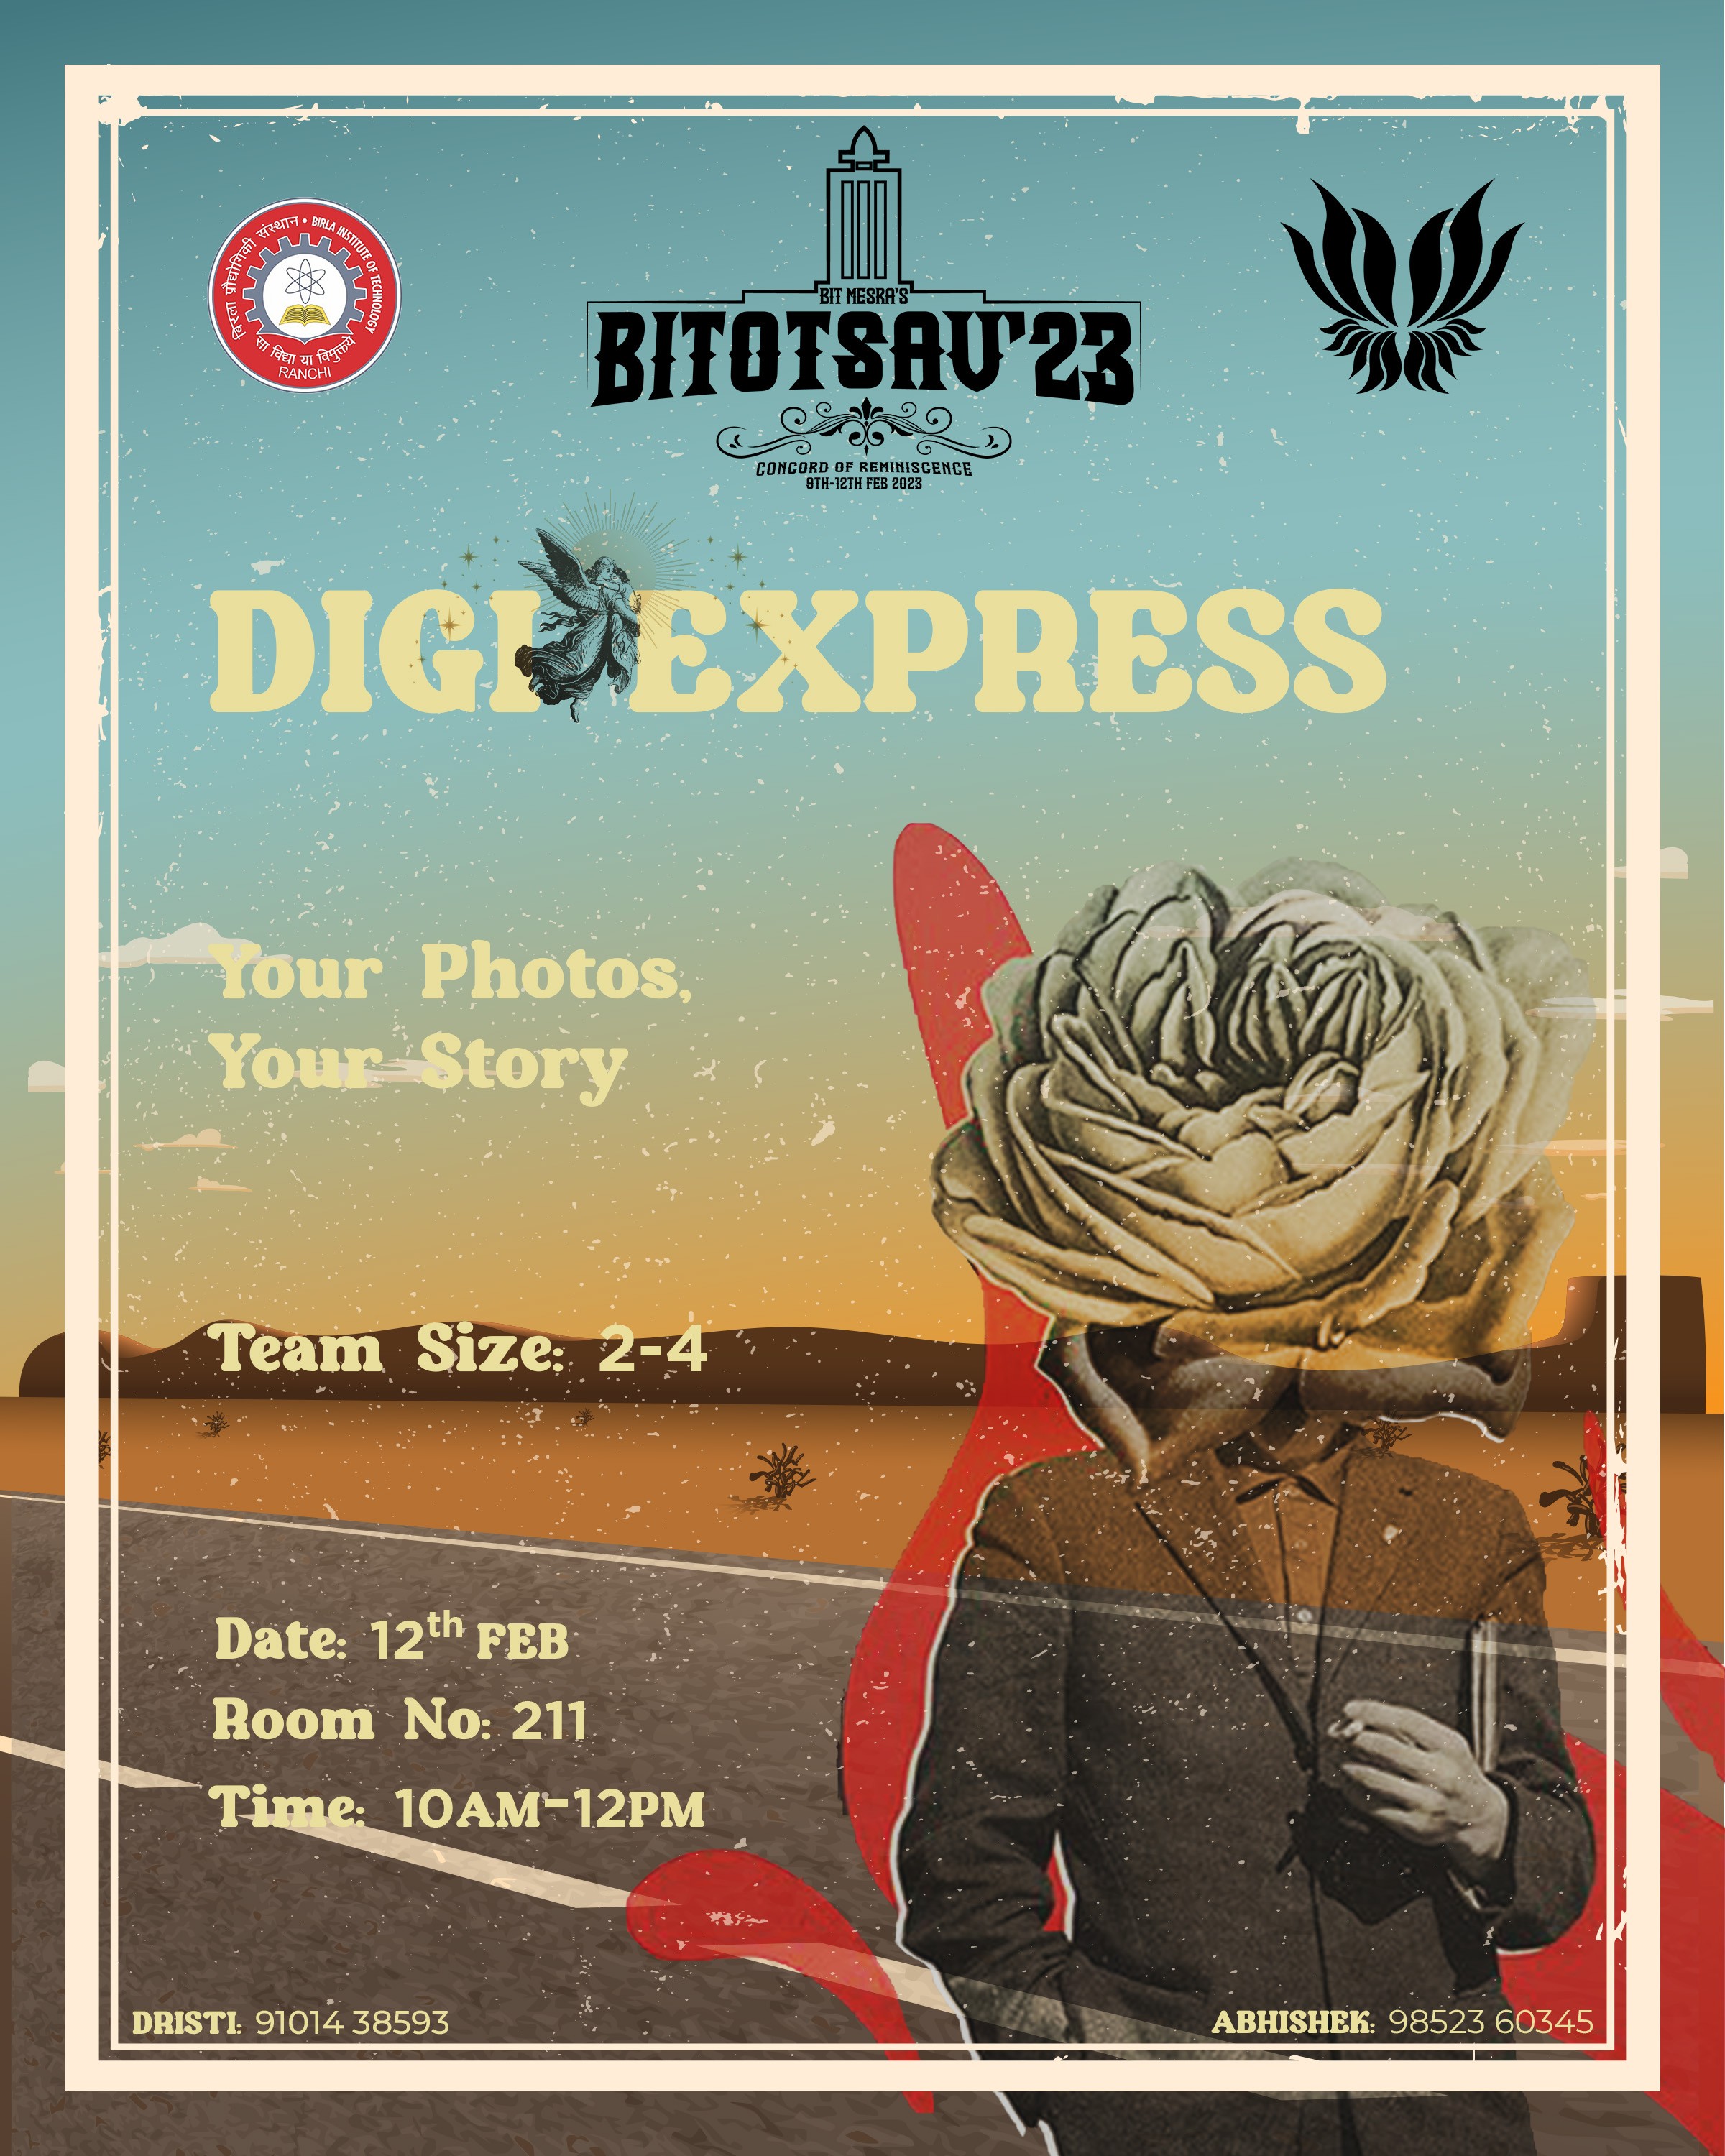 बिरला प्रौद्योगिकी संस्थान • BIRLA INSTITUTE OF TECHNOLOGY
सा विद्या या विमुक्तये
RANCHI
BIT MESRA'S
BITOTSAV'23
CONCORD OF REMINISCENCE
9TH-12TH FEB 2023
DIGI EXPRESS
Your Photos,
Your Story
Team Size: 2-4
Date: 12th FEB
Room No: 211
Time: 10AM-12PM
DRISTI: 91014 38593
ABHISHEK: 98523 60345